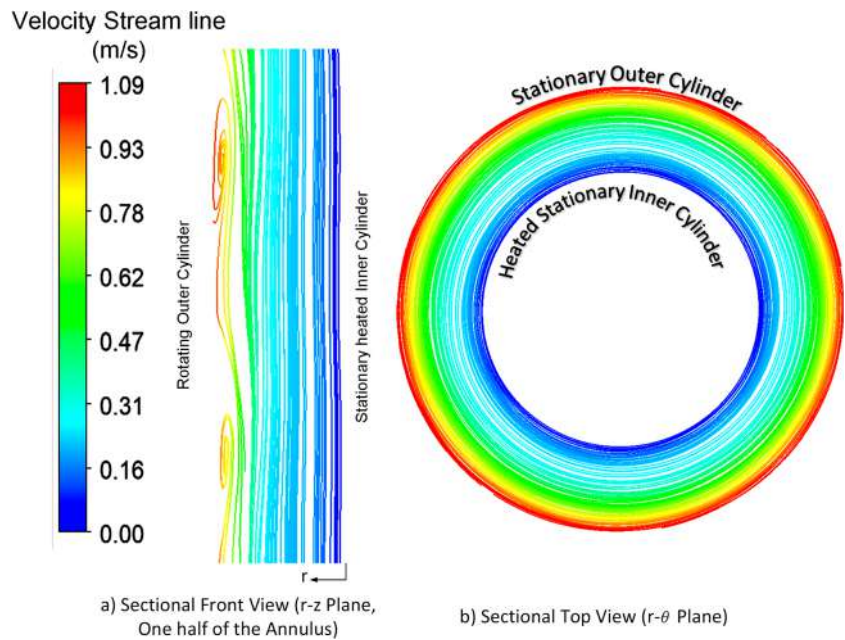 Velocity Stream line
(m/s)
1.09
0.93
0.78
0.62
0.47
0.31
0.16
0.00
Rotating Outer Cylinder
Stationary heated Inner Cylinder
r
a) Sectional Front View (r-z Plane,
One half of the Annulus)
Stationary Outer Cylinder
Heated Stationary Inner Cylinder
b) Sectional Top View (r-θ Plane)